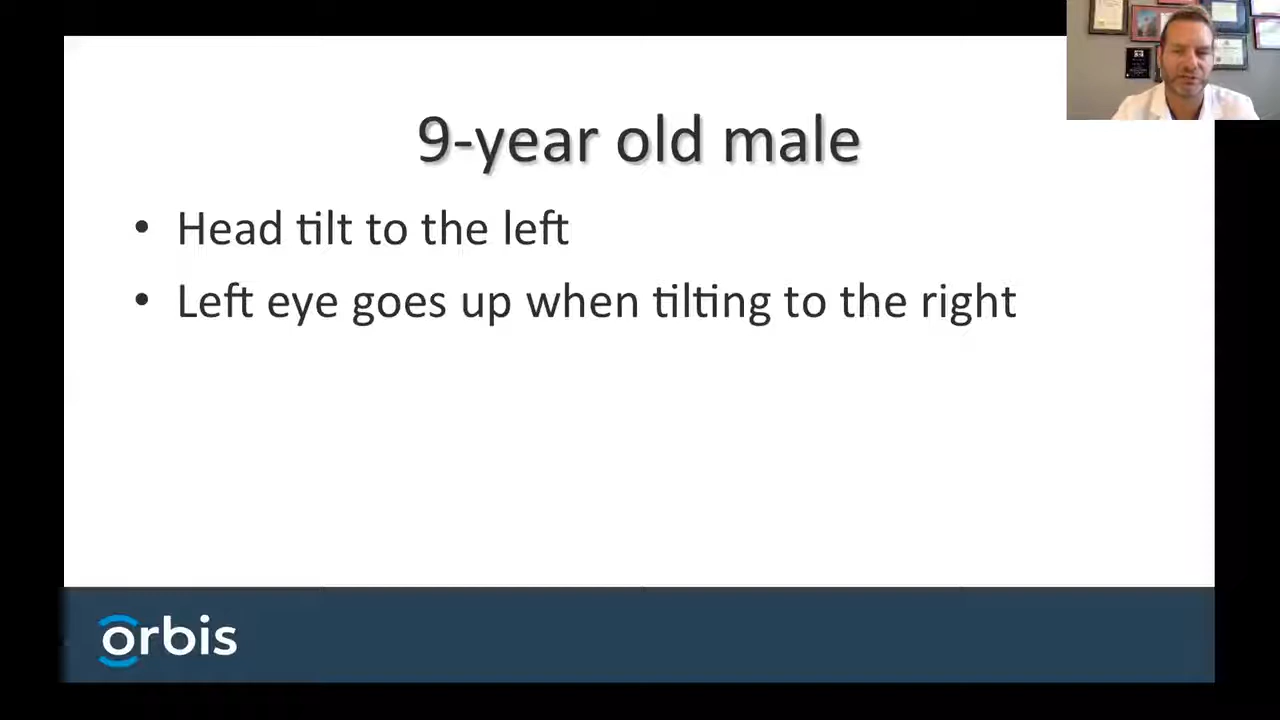 9-year old male
• Head tilt to the left
• Left eye goes up when tilting to the right
orbis